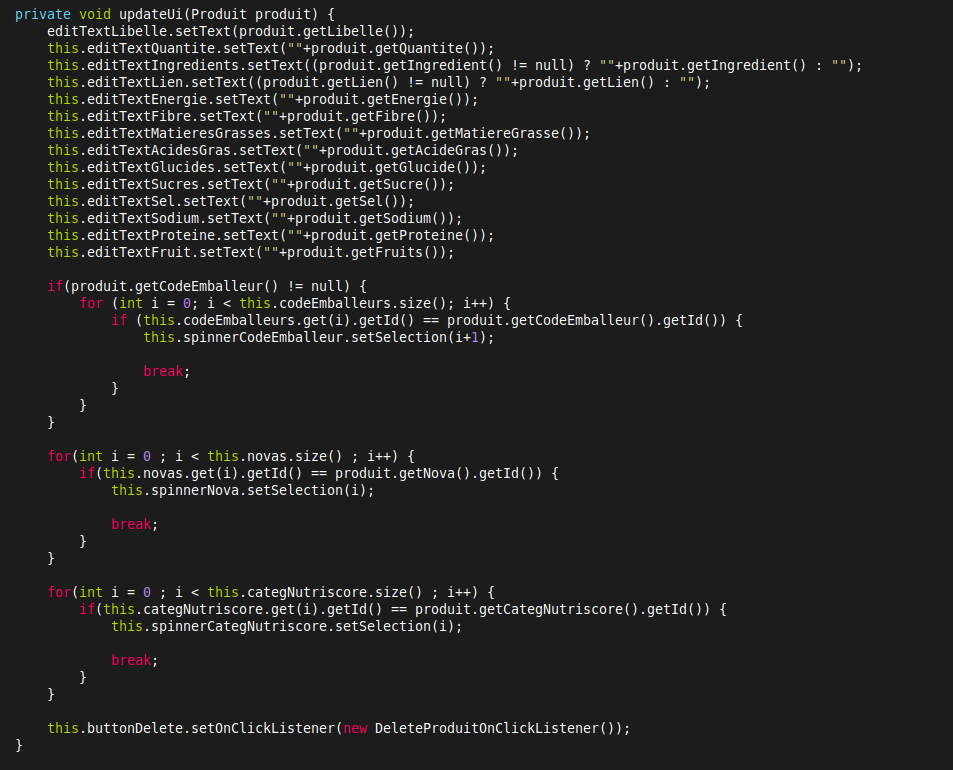 private void updateUi(Produit produit) {
    editTextLibelle.setText(produit.getLibelle());
    this.editTextQuantite.setText(""+produit.getQuantite());
    this.editTextIngredients.setText((produit.getIngredient() != null) ? ""+produit.getIngredient() : "");
    this.editTextLien.setText((produit.getLien() != null) ? ""+produit.getLien() : "");
    this.editTextEnergie.setText(""+produit.getEnergie());
    this.editTextFibre.setText(""+produit.getFibre());
    this.editTextMatieresGrasses.setText(""+produit.getMatiereGrasse());
    this.editTextAcidesGras.setText(""+produit.getAcideGras());
    this.editTextGlucides.setText(""+produit.getGlucide());
    this.editTextSucres.setText(""+produit.getSucre());
    this.editTextSel.setText(""+produit.getSel());
    this.editTextSodium.setText(""+produit.getSodium());
    this.editTextProteine.setText(""+produit.getProteine());
    this.editTextFruit.setText(""+produit.getFruits());

    if(produit.getCodeEmballeur() != null) {
        for (int i = 0; i < this.codeEmballeurs.size(); i++) {
            if (this.codeEmballeurs.get(i).getId() == produit.getCodeEmballeur().getId()) {
                this.spinnerCodeEmballeur.setSelection(i+1);

                break;
            }
        }
    }

    for(int i = 0 ; i < this.novas.size() ; i++) {
        if(this.novas.get(i).getId() == produit.getNova().getId()) {
            this.spinnerNova.setSelection(i);

            break;
        }
    }

    for(int i = 0 ; i < this.categNutriscore.size() ; i++) {
        if(this.categNutriscore.get(i).getId() == produit.getCategNutriscore().getId()) {
            this.spinnerCategNutriscore.setSelection(i);

            break;
        }
    }

    this.buttonDelete.setOnClickListener(new DeleteProduitOnClickListener());
}